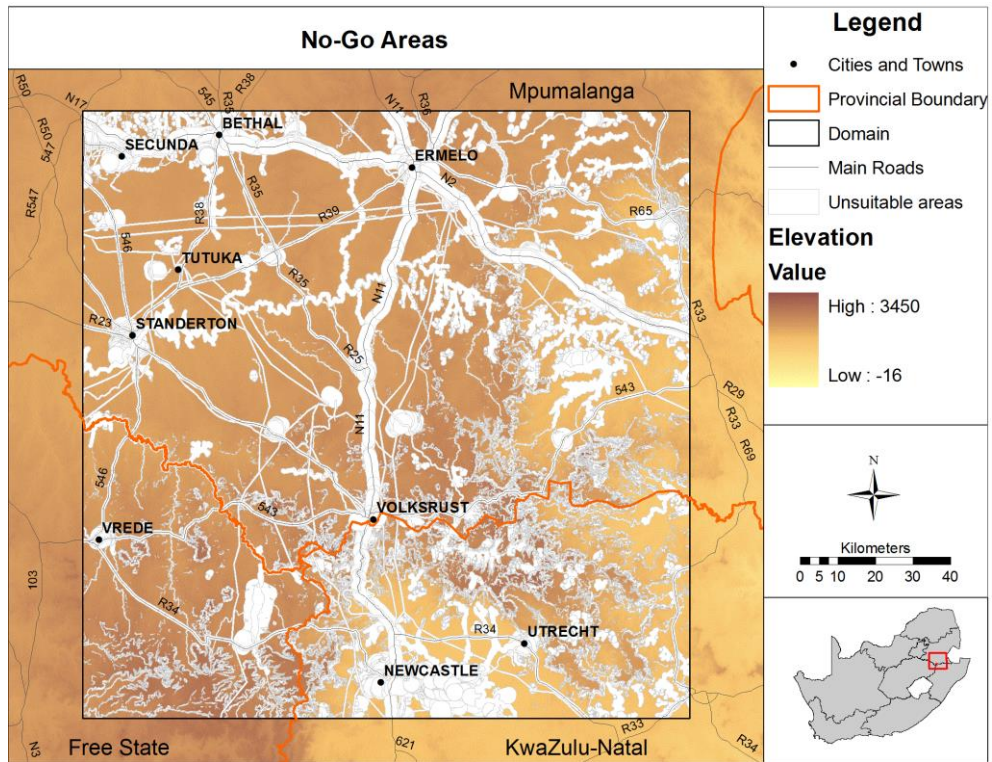 No-Go Areas
Mpumalanga
R50
N17
545
R35
R38
N11
R36
BETHAL
SECUNDA
ERMELO
N2
R50
547
R547
R35
R38
R39
R65
546
TUTUKA
R35
N11
R23
STANDERTON
R33
R25
543
R29
R33
R69
N11
546
543
VOLKSRUST
VREDE
103
R34
R34
UTRECHT
NEWCASTLE
N3
Free State
621
KwaZulu-Natal
R33
R34
Legend
Cities and Towns
Provincial Boundary
Domain
Main Roads
Unsuitable areas
Elevation
Value
High : 3450
Low : -16
N
Kilometers
0 5 10 20 30 40